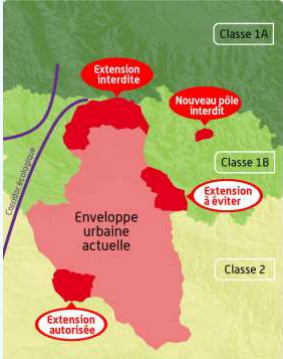 Classe 1A
Extension
interdite
Nouveau pôle
interdit
Corridor écologique
Classe 1B
Extension
à éviter
Enveloppe
urbaine
actuelle
Classe 2
Extension
autorisée